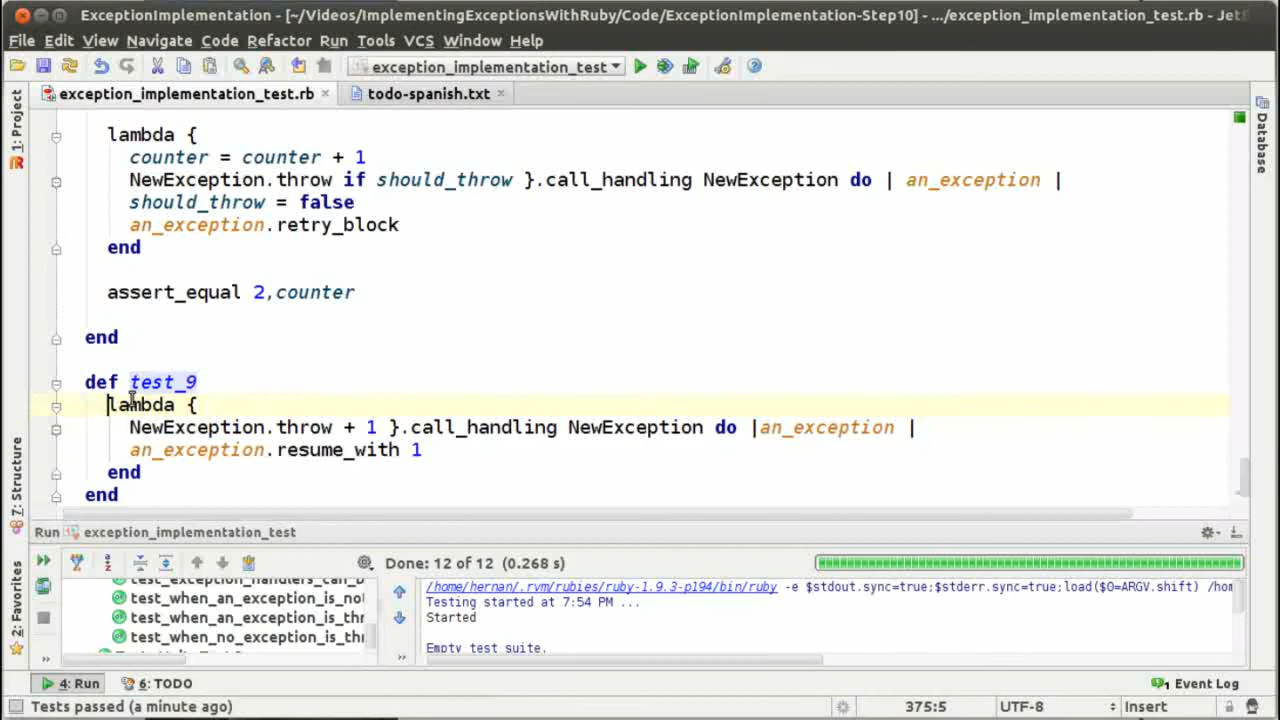 ExceptionImplementation - [~/Videos/ImplementingExceptionsWithRuby/Code/ExceptionImplementation-Step10] - .../exception_implementation_test.rb - Jet
File Edit View Navigate Code Refactor Run Tools VCS Window Help
exception_implementation_test
exception_implementation_test.rb todo-spanish.txt
1: Project
Database
7: Structure
2: Favorites
lambda {
counter = counter + 1
NewException.throw if should_throw }.call_handling NewException do | an_exception |
should_throw = false
an_exception.retry_block
end
assert_equal 2,counter
end
def test_9
lambda {
NewException.throw + 1 }.call_handling NewException do |an_exception |
an_exception.resume_with 1
end
end
Run exception_implementation_test
Done: 12 of 12 (0.268 s)
test_exception_handlers_can_b
test_when_an_exception_is_not
test_when_an_exception_is_thr
test_when_no_exception_is_thr
/home/hernan/.rvm/rubies/ruby-1.9.3-p194/bin/ruby -e $stdout.sync=true;$stderr.sync=true;load($0=ARGV.shift) /hom
Testing started at 7:54 PM ...
Started
Empty test suite.
4: Run 6: TODO 1 Event Log
Tests passed (a minute ago) 375:5 UTF-8 Insert